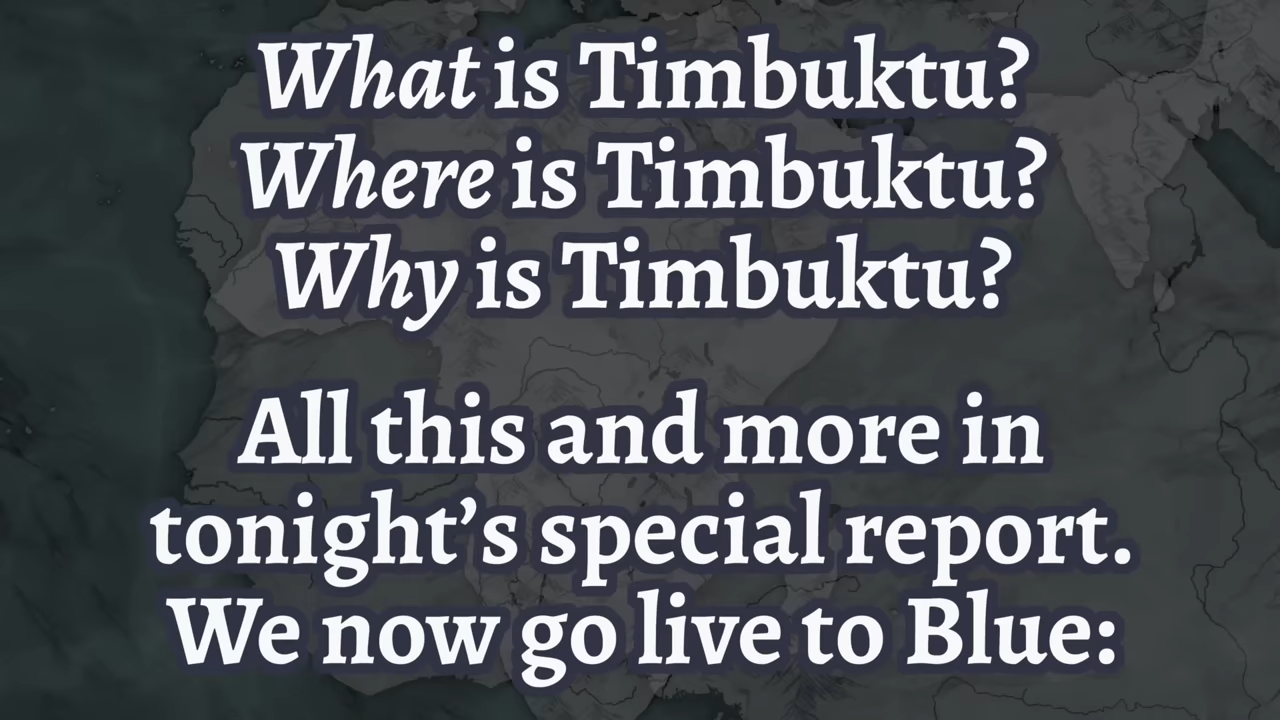 What is Timbuktu?
Where is Timbuktu?
Why is Timbuktu?
All this and more in
tonight’s special report.
We now go live to Blue: